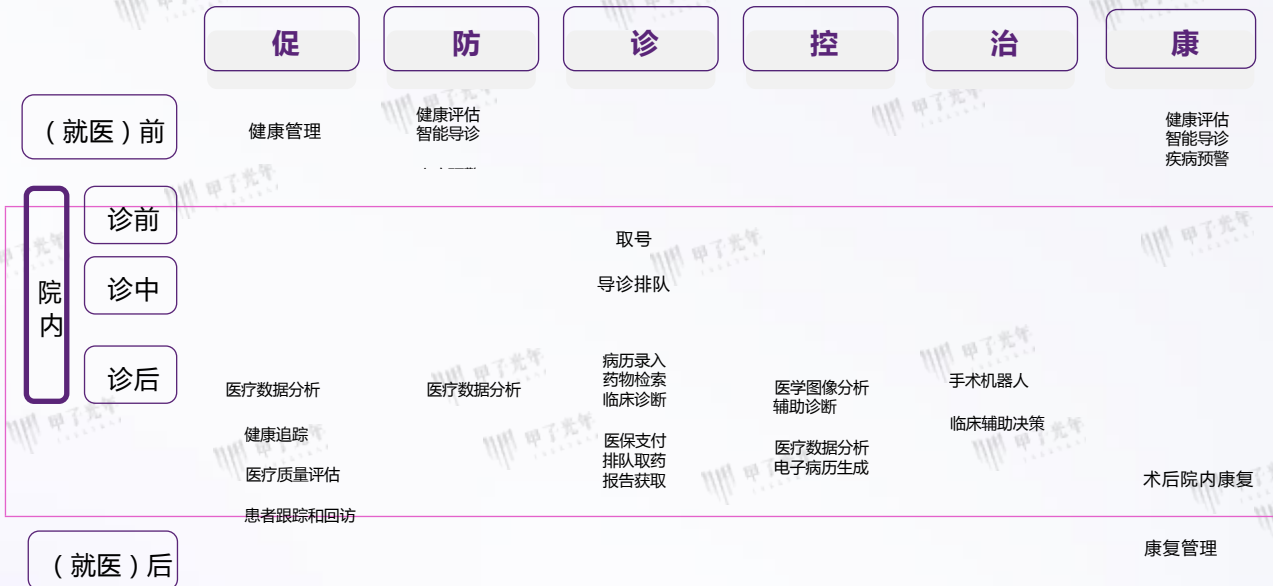 促
防
诊
控
治
康
（就医）前
健康管理
健康评估
智能导诊
健康评估
智能导诊
疾病预警
院内
诊前
取号
诊中
导诊排队
诊后
医疗数据分析
健康追踪
医疗质量评估
患者跟踪和回访
医疗数据分析
病历录入
药物检索
临床诊断
医保支付
排队取药
报告获取
医学图像分析
辅助诊断
医疗数据分析
电子病历生成
手术机器人
临床辅助决策
术后院内康复
（就医）后
康复管理
甲子光年